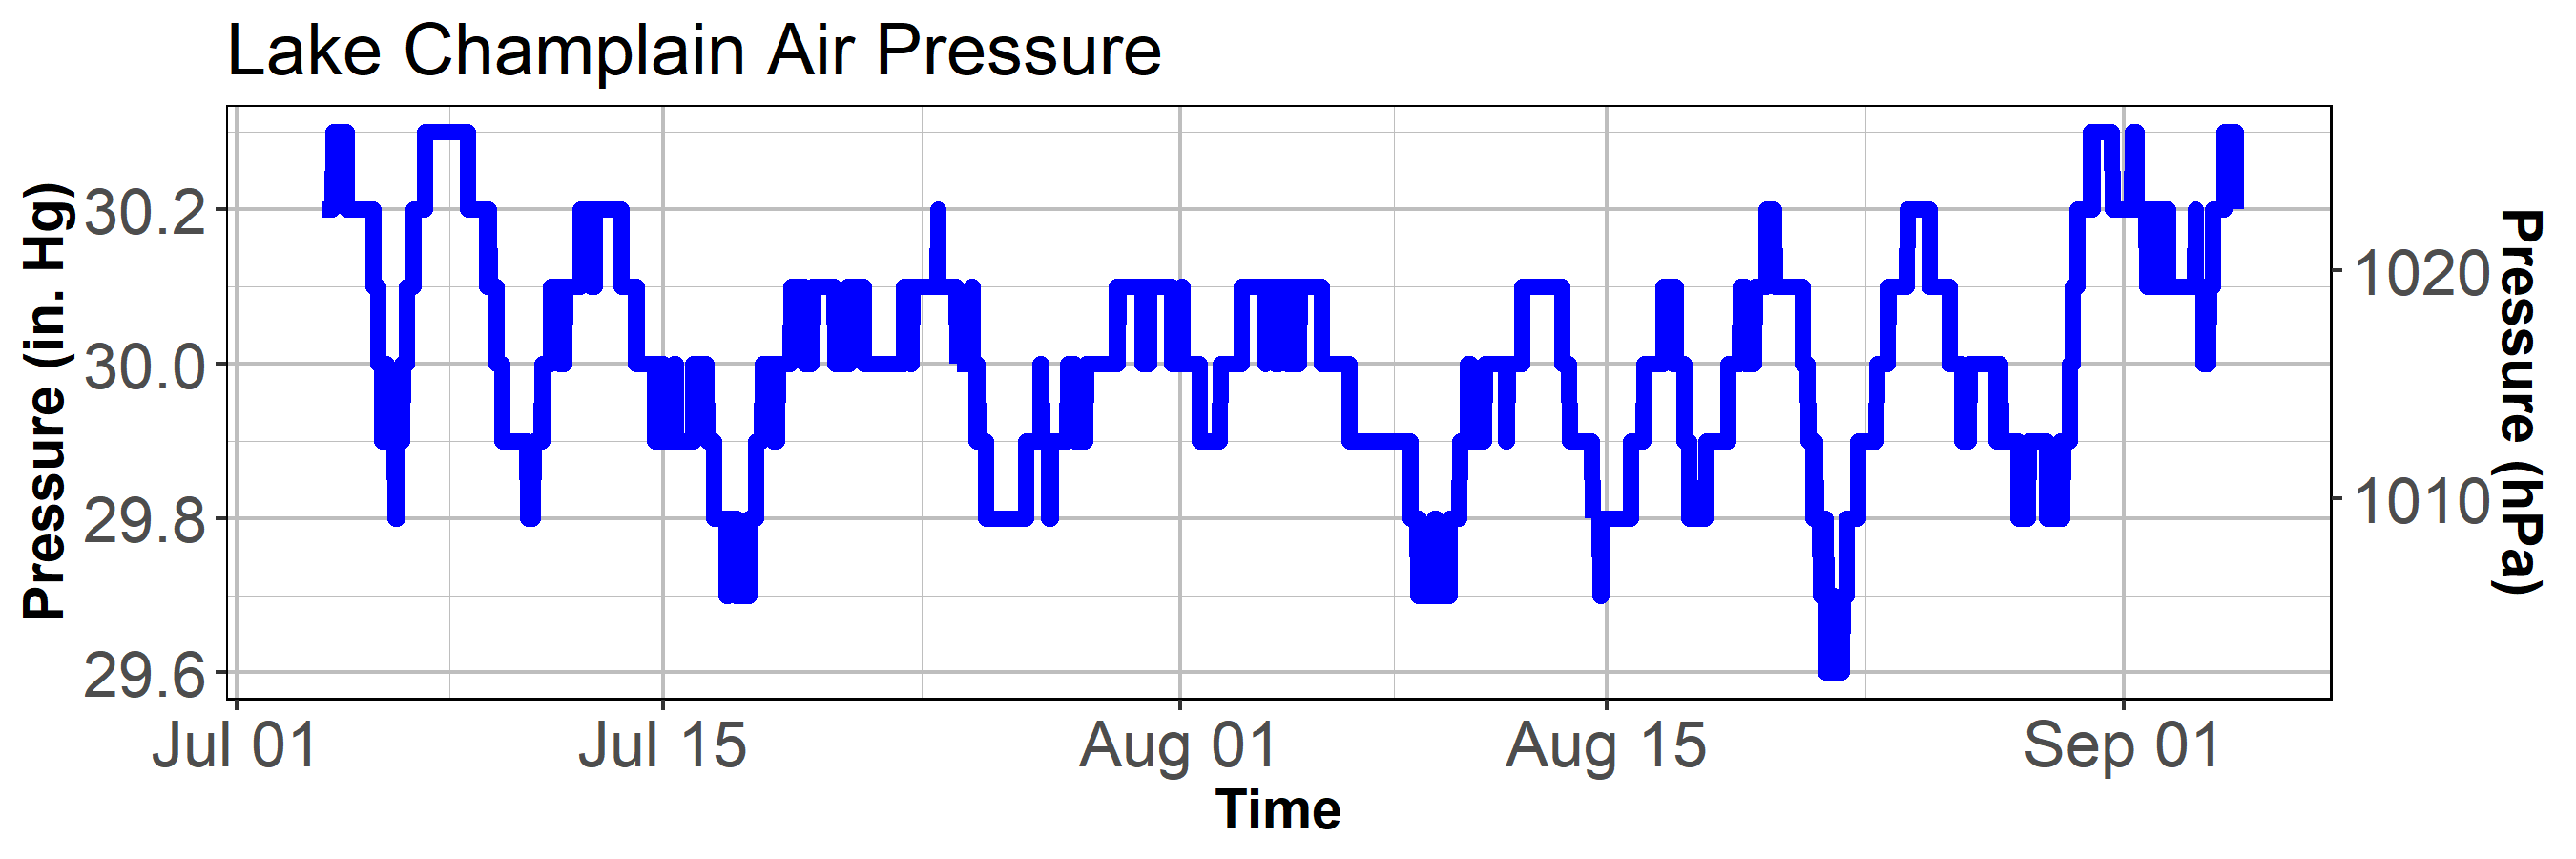 Lake Champlain Air Pressure
Pressure (in. Hg)
30.2
30.0
29.8
29.6
1020
1010
Pressure (hPa)
Jul 01 Jul 15 Aug 01 Aug 15 Sep 01
Time